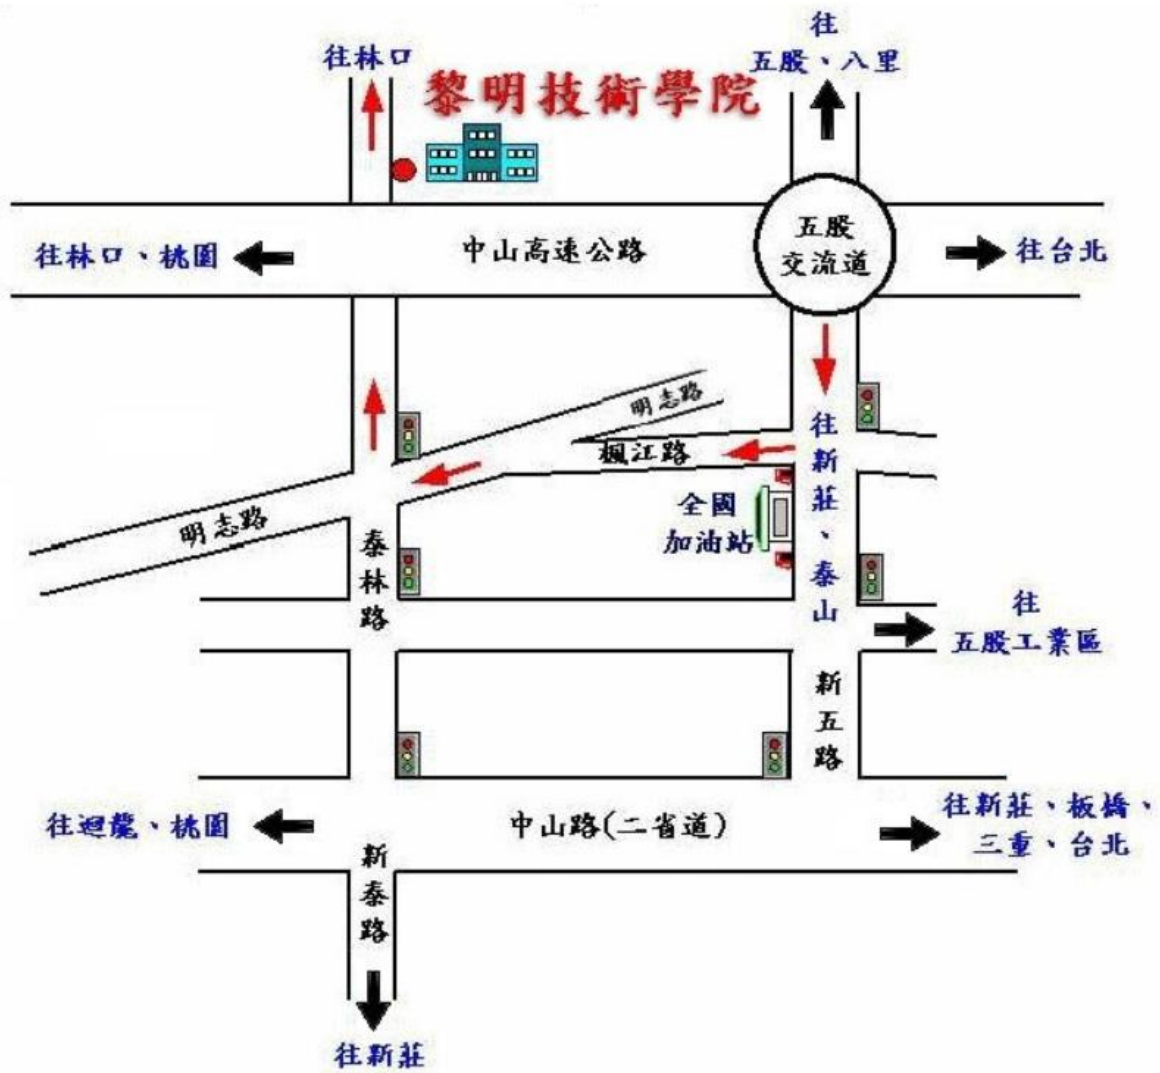 往
五股、八里
往林口
黎明技術學院
往林口、桃園
中山高速公路
五股
交流道
往台北
明志路
楓江路
往新莊、泰山
全國
加油站
明志路
泰林路
往
五股工業區
新五路
往迴龍、桃園
中山路(二省道)
往新莊、板橋、
三重、台北
新泰路
往新莊